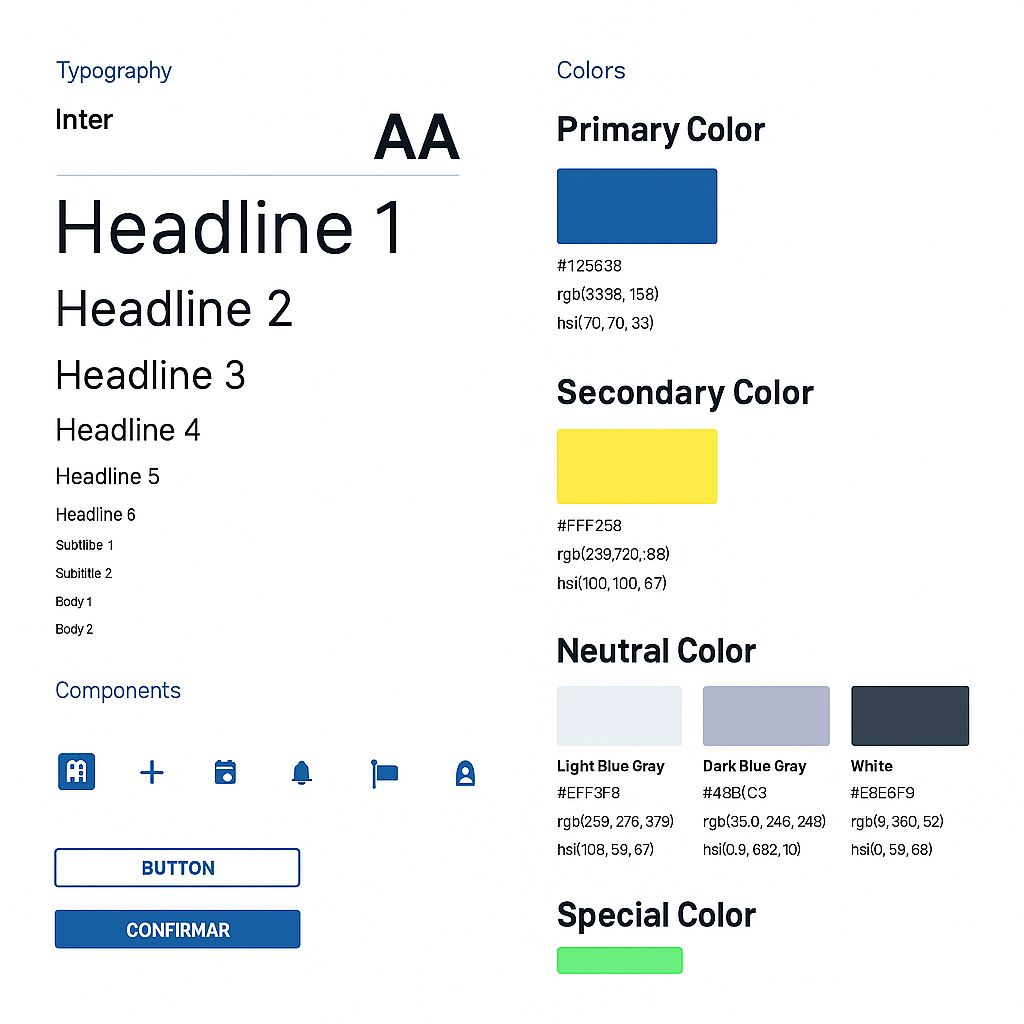 Typography
Inter
AA
Headline 1
Headline 2
Headline 3
Headline 4
Headline 5
Headline 6
Subtlibe 1
Subititle 2
Body 1
Body 2
Components
BUTTON
CONFIRMAR
Colors
Primary Color
#125638
rgb(3398, 158)
hsi(70, 70, 33)
Secondary Color
#FFF258
rgb(239,720,:88)
hsi(100, 100, 67)
Neutral Color
Light Blue Gray
#EFF3F8
rgb(259, 276, 379)
hsi(108, 59, 67)
Dark Blue Gray
#48B(C3
rgb(35.0, 246, 248)
hsi(0.9, 682, 10)
White
#E8E6F9
rgb(9, 360, 52)
hsi(0, 59, 68)
Special Color